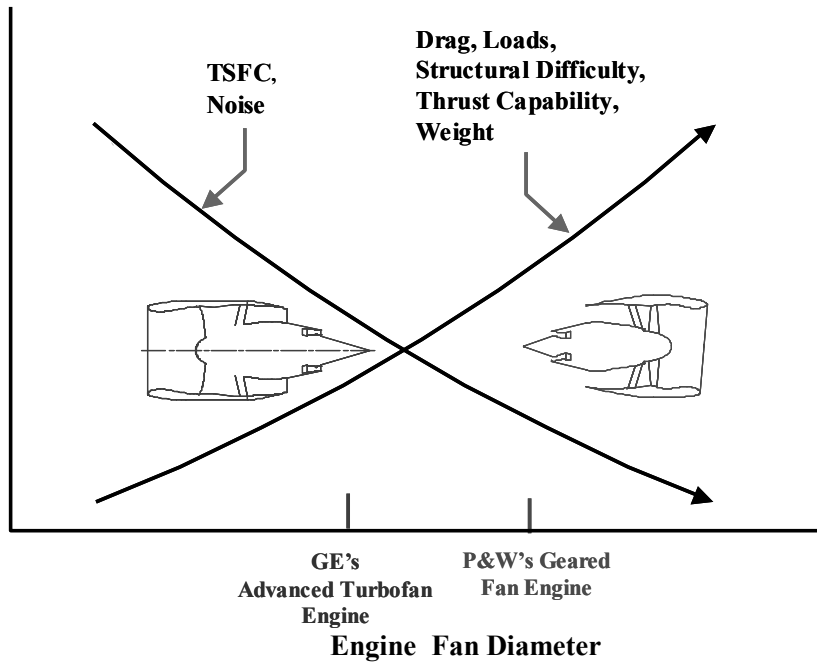 TSFC,
Noise
Drag, Loads,
Structural Difficulty,
Thrust Capability,
Weight
GE's
Advanced Turbofan
Engine
P&W's Geared
Fan Engine
Engine Fan Diameter